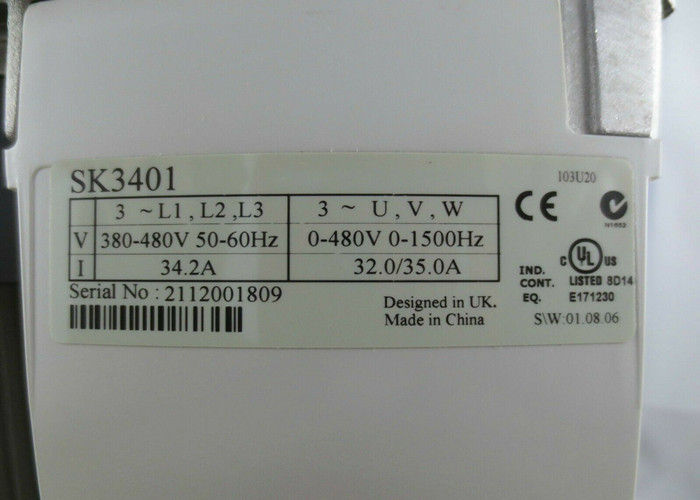 SK3401
103U20
3 ~ L1, L2 ,L3 3 ~ U , V , W
V 380-480V 50-60Hz 0-480V 0-1500Hz
I 34.2A 32.0/35.0A
CE
N1652
C UL US
IND. CONT. EQ.
LISTED 8D14
E171230
Serial No : 2112001809
Designed in UK.
Made in China
S\W:01.08.06